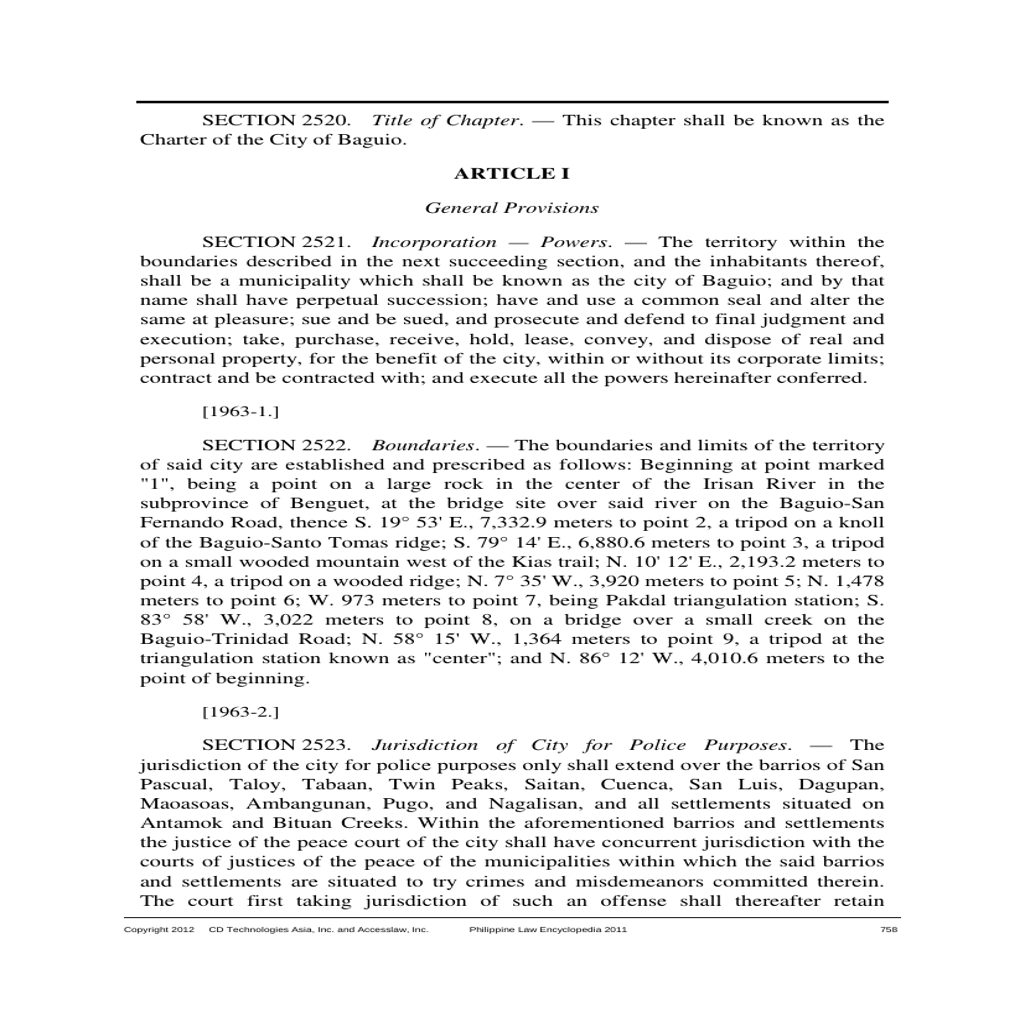 SECTION 2520. Title of Chapter. — This chapter shall be known as the
Charter of the City of Baguio.
ARTICLE I
General Provisions
SECTION 2521. Incorporation — Powers. — The territory within the
boundaries described in the next succeeding section, and the inhabitants thereof,
shall be a municipality which shall be known as the city of Baguio; and by that
name shall have perpetual succession; have and use a common seal and alter the
same at pleasure; sue and be sued, and prosecute and defend to final judgment and
execution; take, purchase, receive, hold, lease, convey, and dispose of real and
personal property, for the benefit of the city, within or without its corporate limits;
contract and be contracted with; and execute all the powers hereinafter conferred.
[1963-1.]
SECTION 2522. Boundaries. — The boundaries and limits of the territory
of said city are established and prescribed as follows: Beginning at point marked
"1", being a point on a large rock in the center of the Irisan River in the
subprovince of Benguet, at the bridge site over said river on the Baguio-San
Fernando Road, thence S. 19° 53' E., 7,332.9 meters to point 2, a tripod on a knoll
of the Baguio-Santo Tomas ridge; S. 79° 14' E., 6,880.6 meters to point 3, a tripod
on a small wooded mountain west of the Kias trail; N. 10' 12' E., 2,193.2 meters to
point 4, a tripod on a wooded ridge; N. 7° 35' W., 3,920 meters to point 5; N. 1,478
meters to point 6; W. 973 meters to point 7, being Pakdal triangulation station; S.
83° 58' W., 3,022 meters to point 8, on a bridge over a small creek on the
Baguio-Trinidad Road; N. 58° 15' W., 1,364 meters to point 9, a tripod at the
triangulation station known as "center"; and N. 86° 12' W., 4,010.6 meters to the
point of beginning.
[1963-2.]
SECTION 2523. Jurisdiction of City for Police Purposes. — The
jurisdiction of the city for police purposes only shall extend over the barrios of San
Pascual, Taloy, Tabaan, Twin Peaks, Saitan, Cuenca, San Luis, Dagupan,
Maoasoas, Ambangunan, Pugo, and Nagalisan, and all settlements situated on
Antamok and Bituan Creeks. Within the aforementioned barrios and settlements
the justice of the peace court of the city shall have concurrent jurisdiction with the
courts of justices of the peace of the municipalities within which the said barrios
and settlements are situated to try crimes and misdemeanors committed therein.
The court first taking jurisdiction of such an offense shall thereafter retain
Copyright 2012 CD Technologies Asia, Inc. and Accesslaw, Inc. Philippine Law Encyclopedia 2011 758